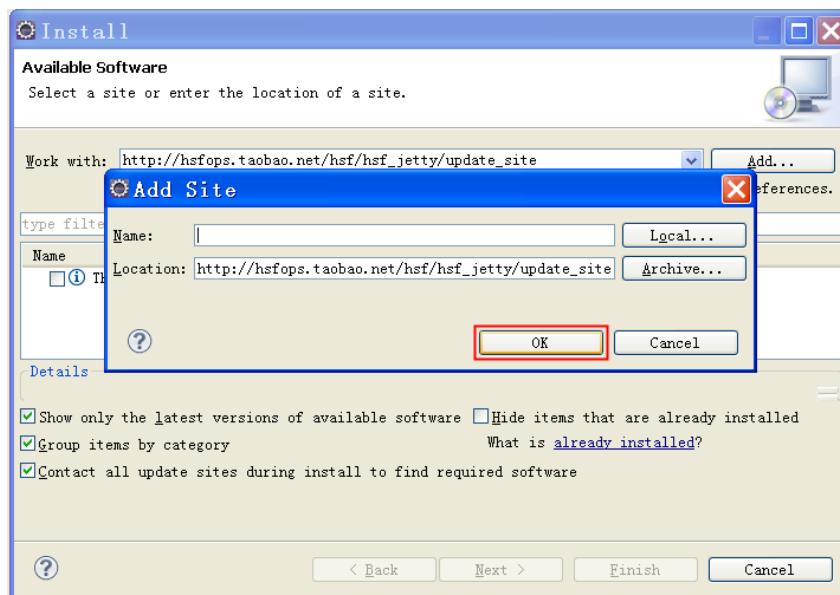 Install
Available Software
Select a site or enter the location of a site.
Work with: http://hsfops.taobao.net/hsf/hsf_jetty/update_site Add...
eferences.
Add Site
type filte
Name: Local...
Location: http://hsfops.taobao.net/hsf/hsf_jetty/update_site Archive...
Name
OK Cancel
Details
Show only the latest versions of available software Hide items that are already installed
Group items by category What is already installed?
Contact all update sites during install to find required software
< Back Next > Finish Cancel